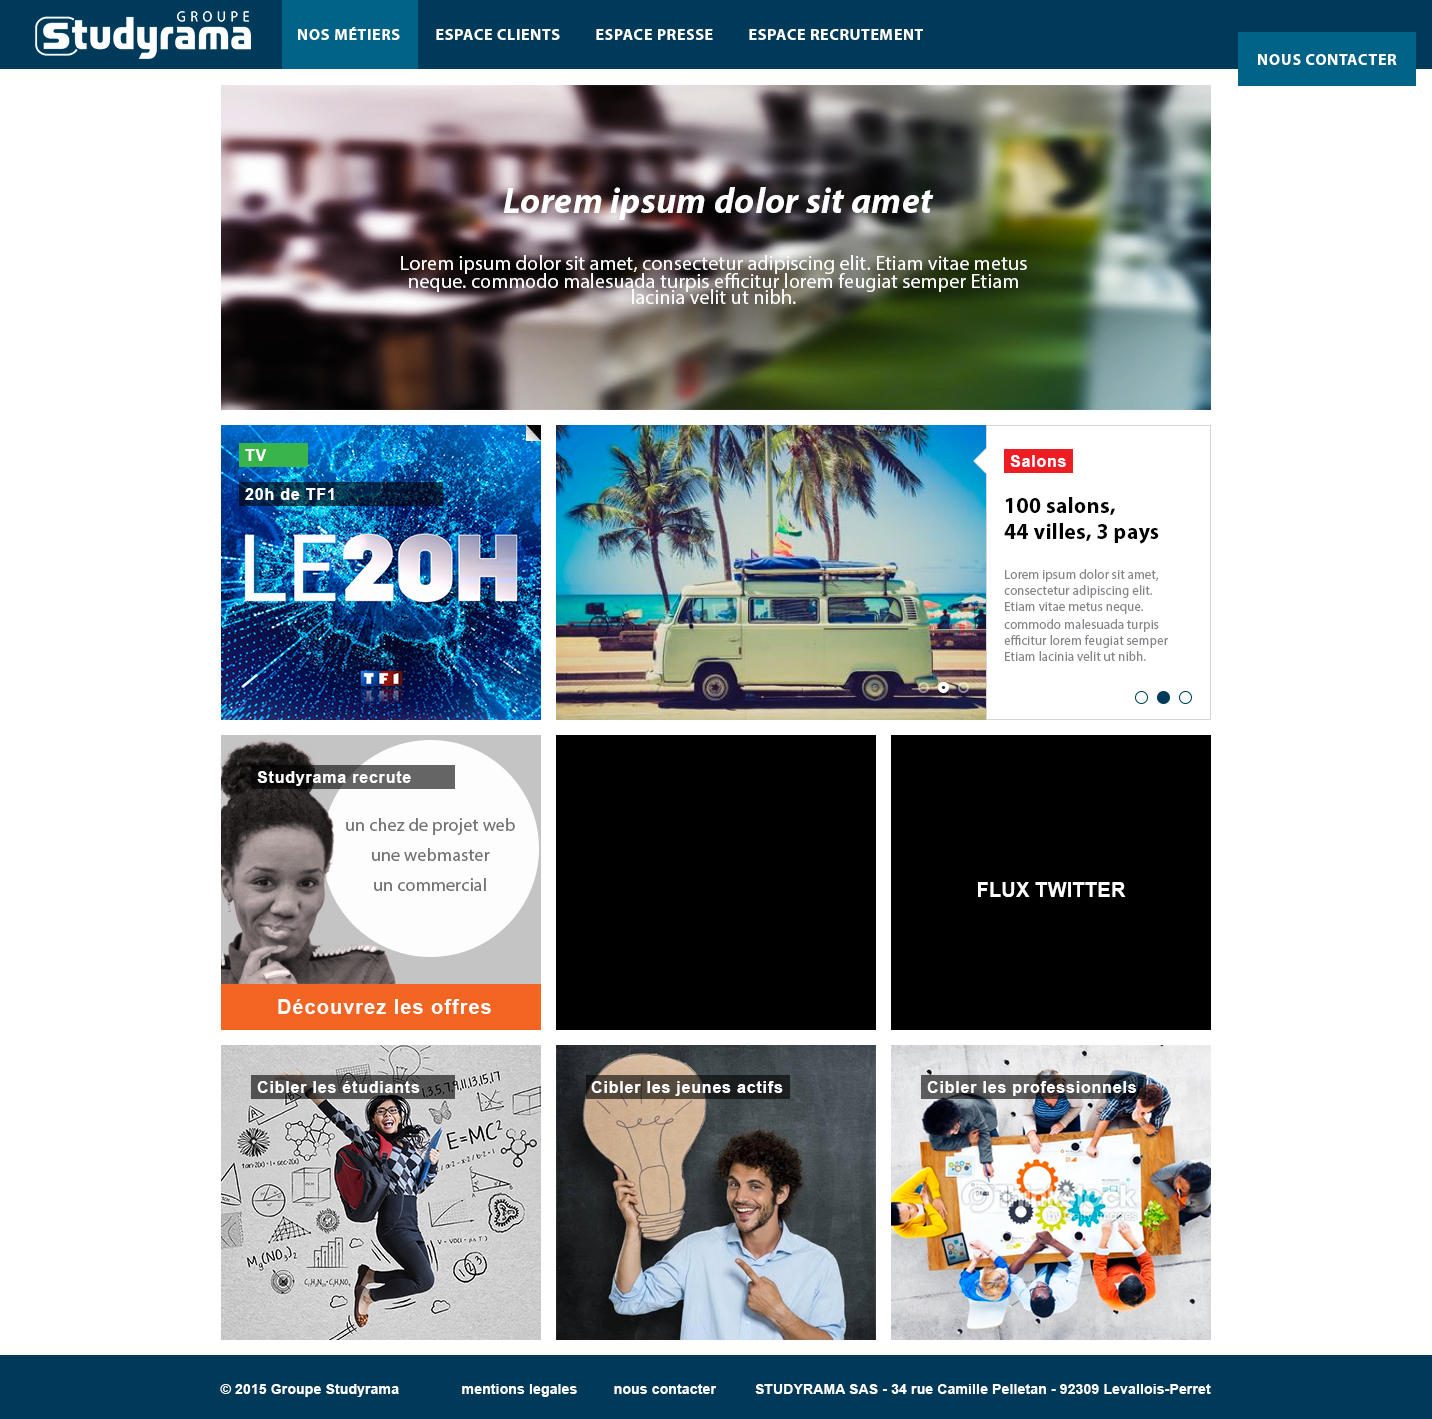 GROUPE
Studyrama
NOS MÉTIERS
ESPACE CLIENTS
ESPACE PRESSE
ESPACE RECRUTEMENT
NOUS CONTACTER
Lorem ipsum dolor sit amet
Lorem ipsum dolor sit amet, consectetur adipiscing elit. Etiam vitae metus
neque. commodo malesuada turpis efficitur lorem feugiat semper Etiam
lacinia velit ut nibh.
TV
20h de TF1
LE20H
TF1
Salons
100 salons,
44 villes, 3 pays
Lorem ipsum dolor sit amet,
consectetur adipiscing elit.
Etiam vitae metus neque.
commodo malesuada turpis
efficitur lorem feugiat semper
Etiam lacinia velit ut nibh.
Studyrama recrute
un chez de projet web
une webmaster
un commercial
Découvrez les offres
FLUX TWITTER
Cibler les étudiants
E=MC²
Cibler les jeunes actifs
Cibler les professionnels
© 2015 Groupe Studyrama
mentions legales
nous contacter
STUDYRAMA SAS - 34 rue Camille Pelletan - 92309 Levallois-Perret